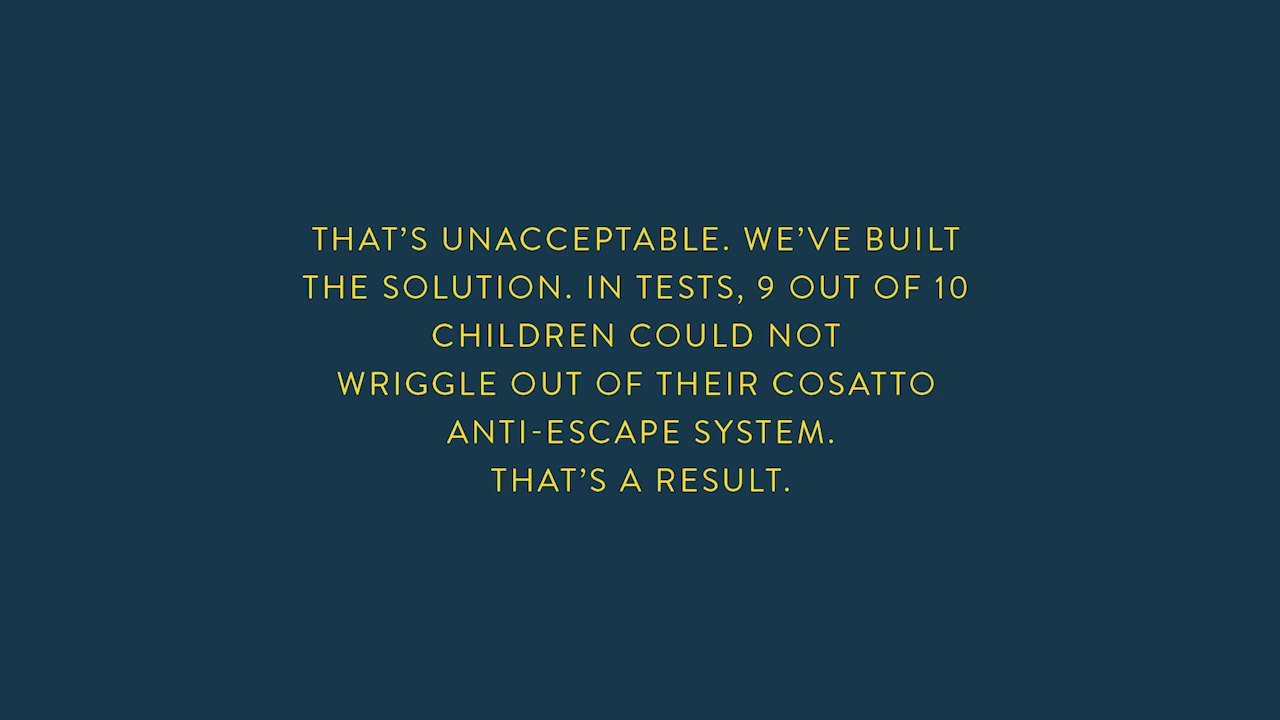 THAT’S UNACCEPTABLE. WE’VE BUILT
THE SOLUTION. IN TESTS, 9 OUT OF 10
CHILDREN COULD NOT
WRIGGLE OUT OF THEIR COSATTO
ANTI-ESCAPE SYSTEM.
THAT’S A RESULT.